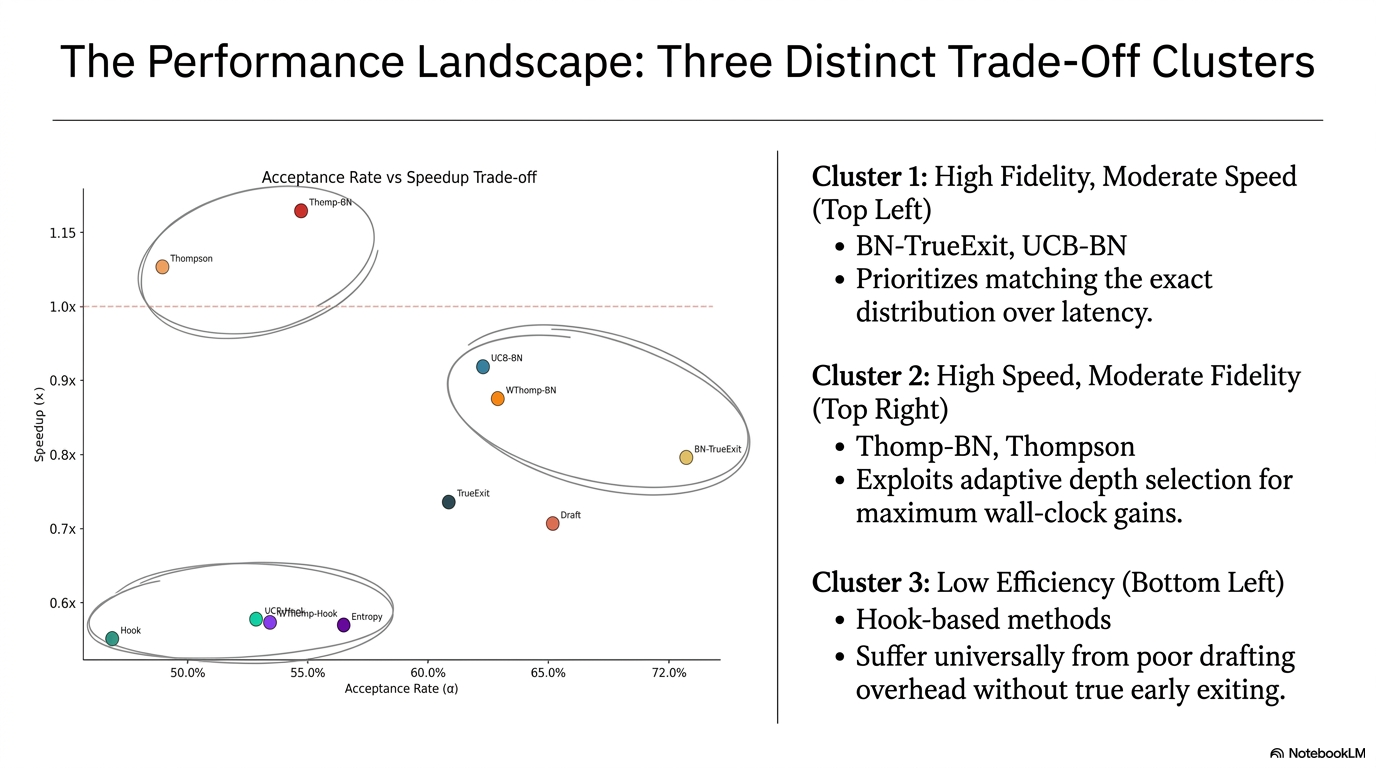 The Performance Landscape: Three Distinct Trade-Off Clusters
Acceptance Rate vs Speedup Trade-off
Thomp-BN
1.15
Thompson
1.0x
UCB-BN
0.9x
WThomp-BN
Speedup (×)
0.8x
BN-TrueExit
TrueExit
Draft
0.7x
0.6x
UCB-Hook
WThomp-Hook
Entropy
Hook
50.0%
55.0%
60.0%
65.0%
72.0%
Acceptance Rate (α)
Cluster 1: High Fidelity, Moderate Speed
(Top Left)
• BN-TrueExit, UCB-BN
• Prioritizes matching the exact
distribution over latency.
Cluster 2: High Speed, Moderate Fidelity
(Top Right)
• Thomp-BN, Thompson
• Exploits adaptive depth selection for
maximum wall-clock gains.
Cluster 3: Low Efficiency (Bottom Left)
• Hook-based methods
• Suffer universally from poor drafting
overhead without true early exiting.
NotebookLM